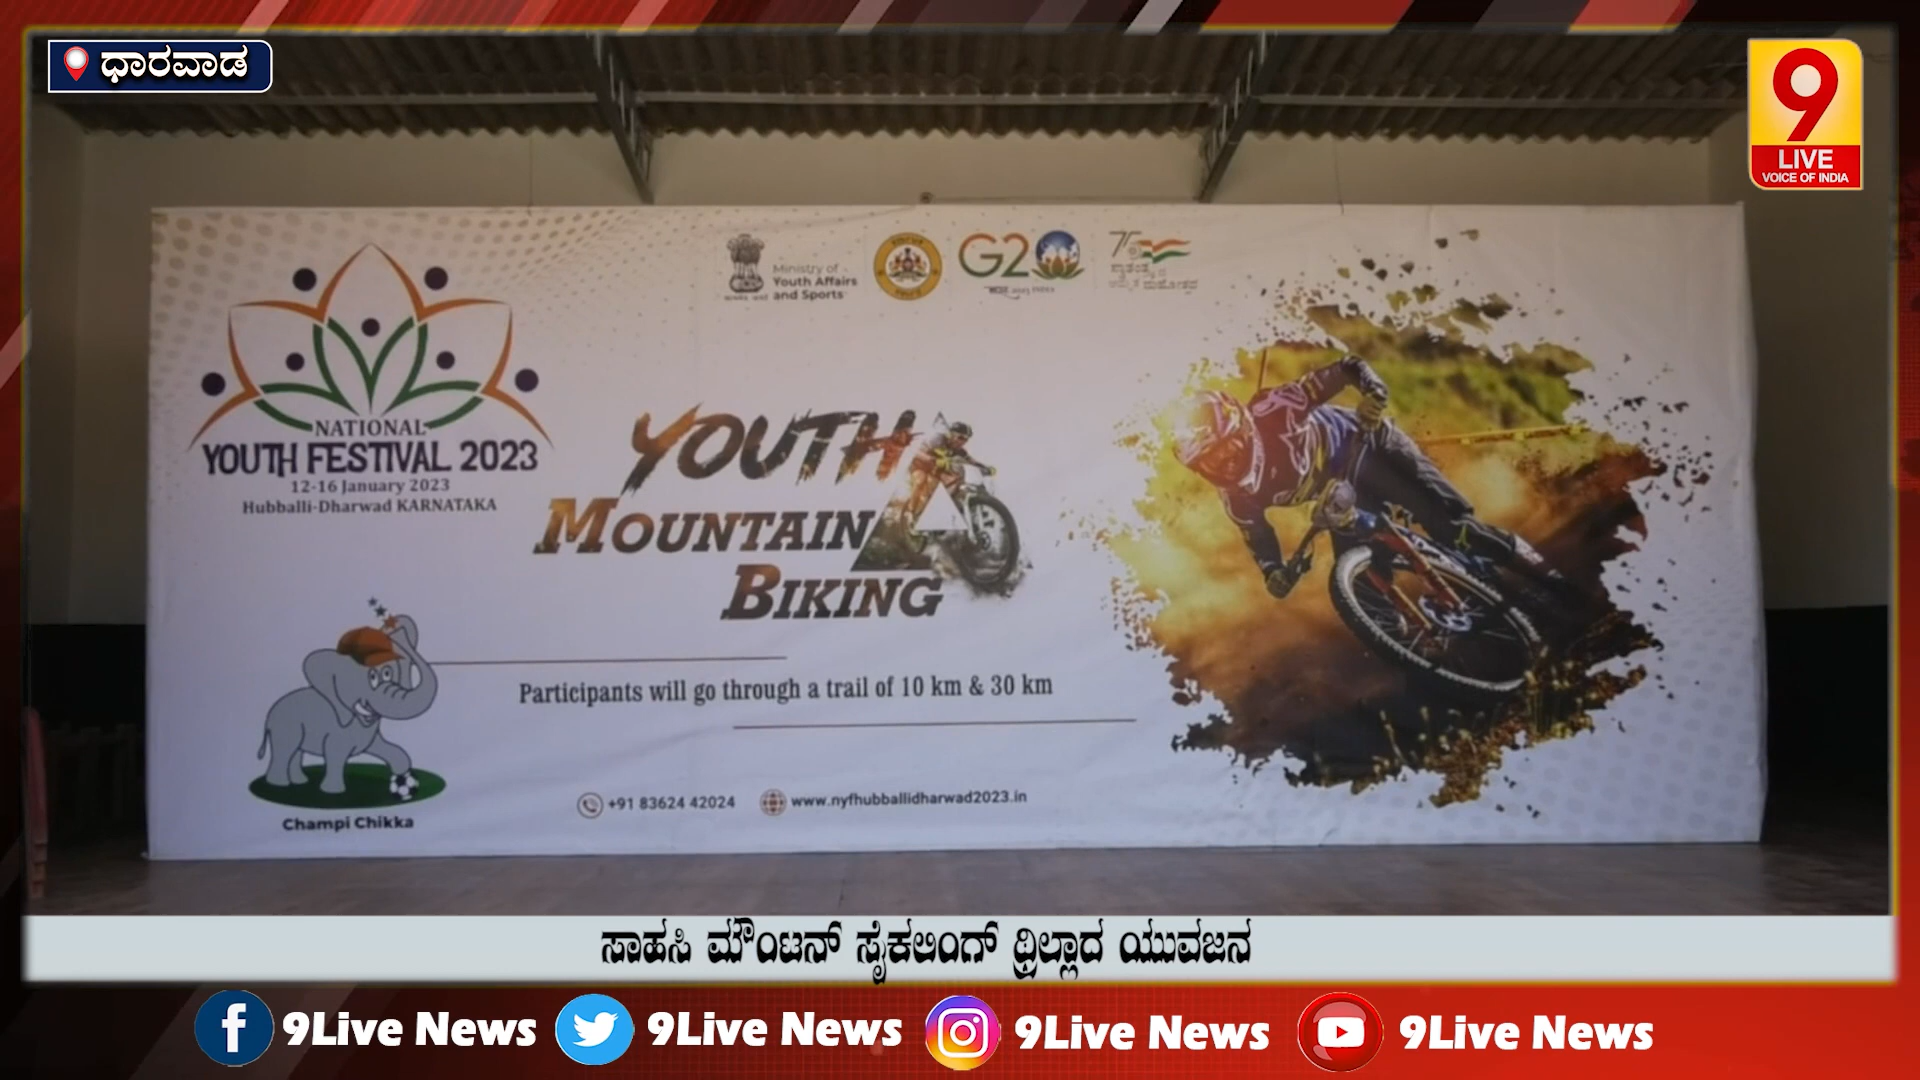 ಧಾರವಾಡ
9
LIVE
VOICE OF INDIA
Ministry of
Youth Affairs
and Sports
G20
75
NATIONAL
YOUTH FESTIVAL 2023
12-16 January 2023
Hubballi-Dharwad KARNATAKA
YOUTH
MOUNTAIN
BIKING
Participants will go through a trail of 10 km & 30 km
Champi Chikka
+91 83624 42024 www.nyfhubballidharwad2023.in
ಸಾಹಸಿ ಮೌಂಟನ್ ಸೈಕಲಿಂಗ್ ಥ್ರಿಲ್ಲಾದ ಯುವಜನ
9Live News 9Live News 9Live News 9Live News